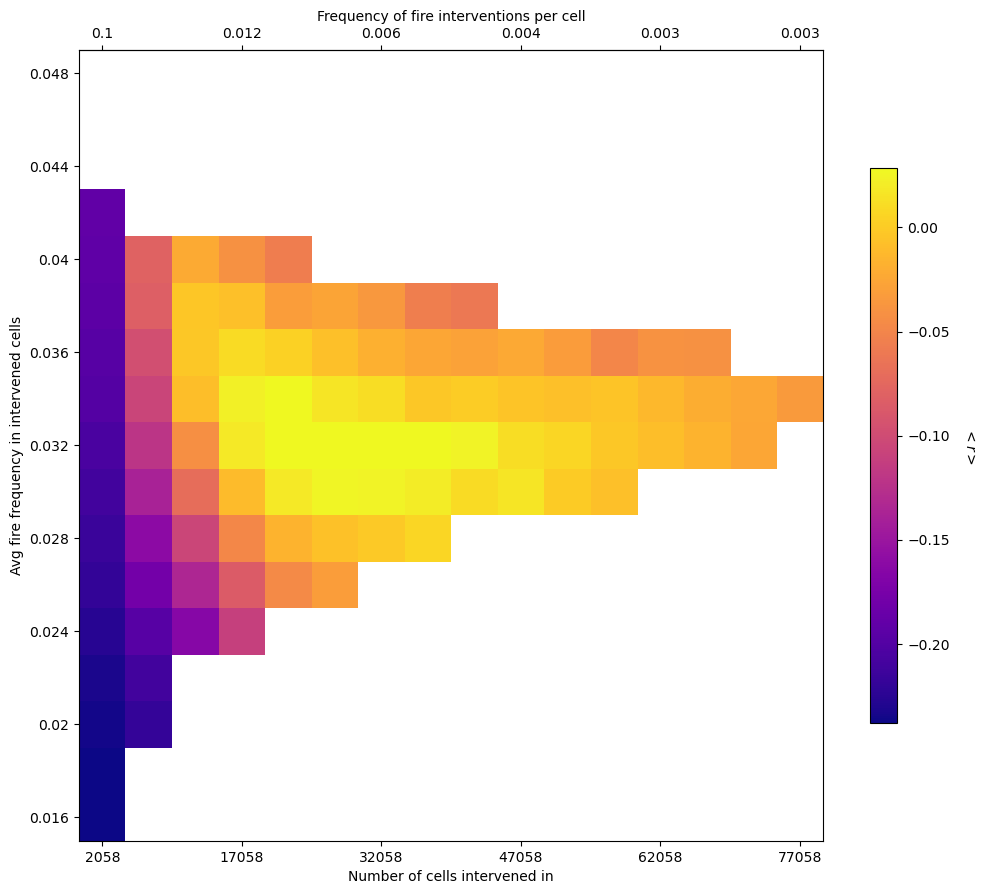 Frequency of fire interventions per cell
0.1 0.012 0.006 0.004 0.003 0.003
0.048
0.044
0.04
0.036
0.032
0.028
0.024
0.02
0.016
Avg fire frequency in intervened cells
2058 17058 32058 47058 62058 77058
Number of cells intervened in
0.00
−0.05
−0.10
−0.15
−0.20
< r >